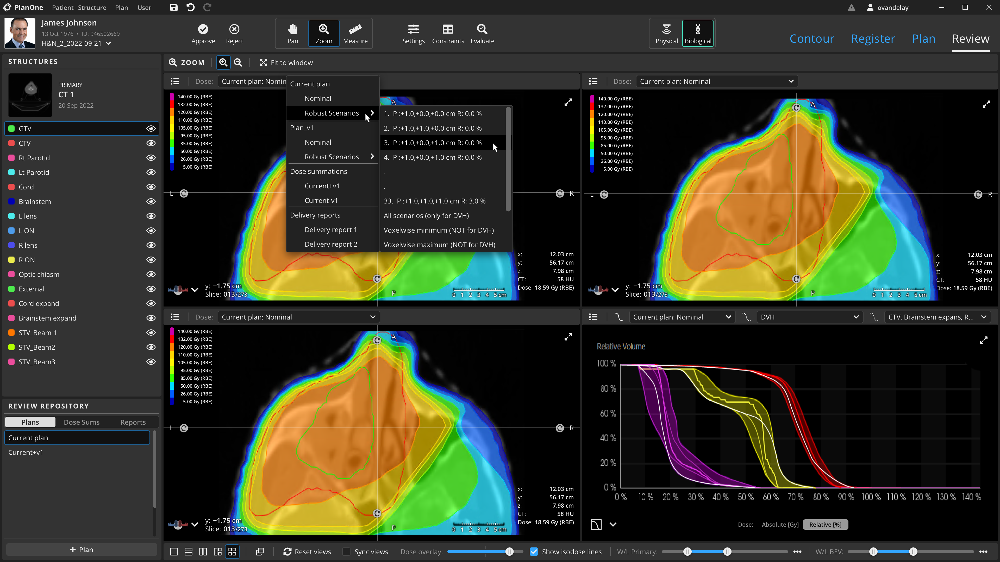 PlanOne Patient Structure Plan User ovandelay
James Johnson
13 Oct 1976 • ID: 946502669
H&N_2_2022-09-21
Approve Reject Pan Zoom Measure Settings Constraints Evaluate Physical Biological
Contour Register Plan Review
STRUCTURES
PRIMARY
CT 1
20 Sep 2022
GTV
CTV
Rt Parotid
Lt Parotid
Cord
Brainstem
L lens
L ON
R lens
R ON
Optic chiasm
External
Cord expand
Brainstem expand
STV_Beam 1
STV_Beam2
STV_Beam3
REVIEW REPOSITORY
Plans Dose Sums Reports
Current plan
Current+v1
+ Plan
ZOOM Fit to window
Dose: Current plan: Nomin
Current plan
Nominal
Robust Scenarios
Plan_v1
Nominal
Robust Scenarios
Dose summations
Current+v1
Current-v1
Delivery reports
Delivery report 1
Delivery report 2
1. P :+1.0,+0.0,+0.0 cm R: 0.0 %
2. P :+1.0,+1.0,+0.0 cm R: 0.0 %
3. P :+1.0,+0.0,+1.0 cm R: 0.0 %
4. P :+1.0,+0.0,+1.0 cm R: 0.0 %
.
.
33. P :+1.0,+1.0,+1.0 cm R: 3.0 %
All scenarios (only for DVH)
Voxelwise minimum (NOT for DVH)
Voxelwise maximum (NOT for DVH)
140.00 Gy (RBE)
132.00 Gy (RBE)
120.00 Gy (RBE)
110.00 Gy (RBE)
105.00 Gy (RBE)
95.00 Gy (RBE)
85.00 Gy (RBE)
50.00 Gy (RBE)
26.00 Gy (RBE)
5.00 Gy (RBE)
A
L C C R
C
P
x: 12.03 cm
y: 56.17 cm
z: 7.98 cm
CT: 58 HU
Dose: 18.59 Gy (RBE)
y: −1.75 cm
Slice: 013/273
0 1 2 3 4 5 cm
Dose: Current plan: Nominal
140.00 Gy (RBE)
132.00 Gy (RBE)
120.00 Gy (RBE)
110.00 Gy (RBE)
105.00 Gy (RBE)
95.00 Gy (RBE)
85.00 Gy (RBE)
50.00 Gy (RBE)
26.00 Gy (RBE)
5.00 Gy (RBE)
A
C
L C C R
C
P
x: 12.03 cm
y: 56.17 cm
z: 7.98 cm
CT: 58 HU
Dose: 18.59 Gy (RBE)
y: −1.75 cm
Slice: 013/273
0 1 2 3 4 5 cm
Dose: Current plan: Nominal
140.00 Gy (RBE)
132.00 Gy (RBE)
120.00 Gy (RBE)
110.00 Gy (RBE)
105.00 Gy (RBE)
95.00 Gy (RBE)
85.00 Gy (RBE)
50.00 Gy (RBE)
26.00 Gy (RBE)
5.00 Gy (RBE)
A
C
L C C R
C
P
x: 12.03 cm
y: 56.17 cm
z: 7.98 cm
CT: 58 HU
Dose: 18.59 Gy (RBE)
y: −1.75 cm
Slice: 013/273
0 1 2 3 4 5 cm
Current plan: Nominal DVH CTV, Brainstem expans, R...
Relative Volume
100 %
80 %
60 %
40 %
20 %
0 %
0 % 10 % 20 % 30 % 40 % 50 % 60 % 70 % 80 % 90 % 100 % 110 % 120 % 130 % 140 %
Dose: Absolute [Gy] Relative [%]
Reset views Sync views Dose overlay: Show isodose lines W/L Primary: ••• W/L BEV: •••